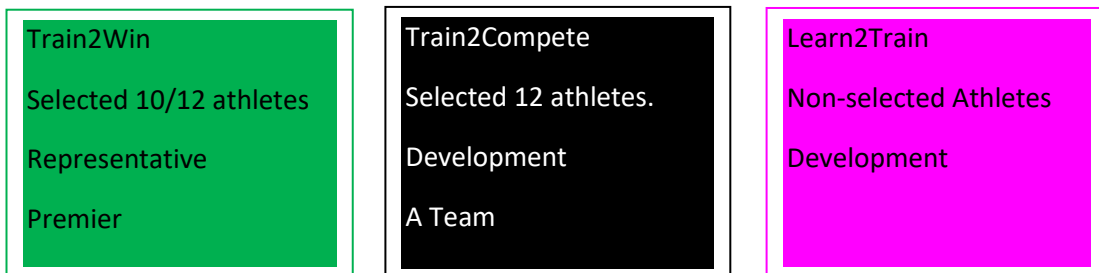 Train2Win
Selected 10/12 athletes
Representative
Premier
Train2Compete
Selected 12 athletes.
Development
A Team
Learn2Train
Non-selected Athletes
Development